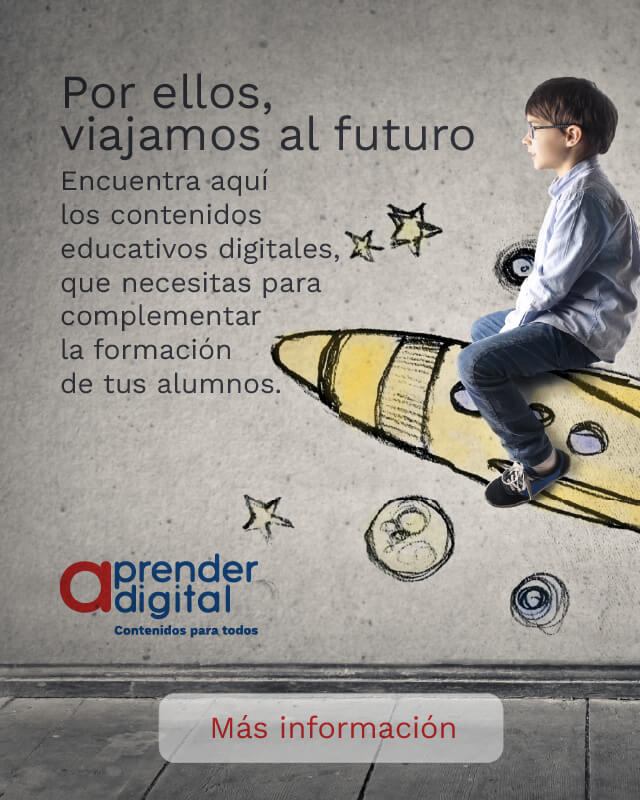 Por ellos,
viajamos al futuro
Encuentra aquí
los contenidos
educativos digitales,
que necesitas para
complementar
la formación
de tus alumnos.
aprender
digital
Contenidos para todos
Más información